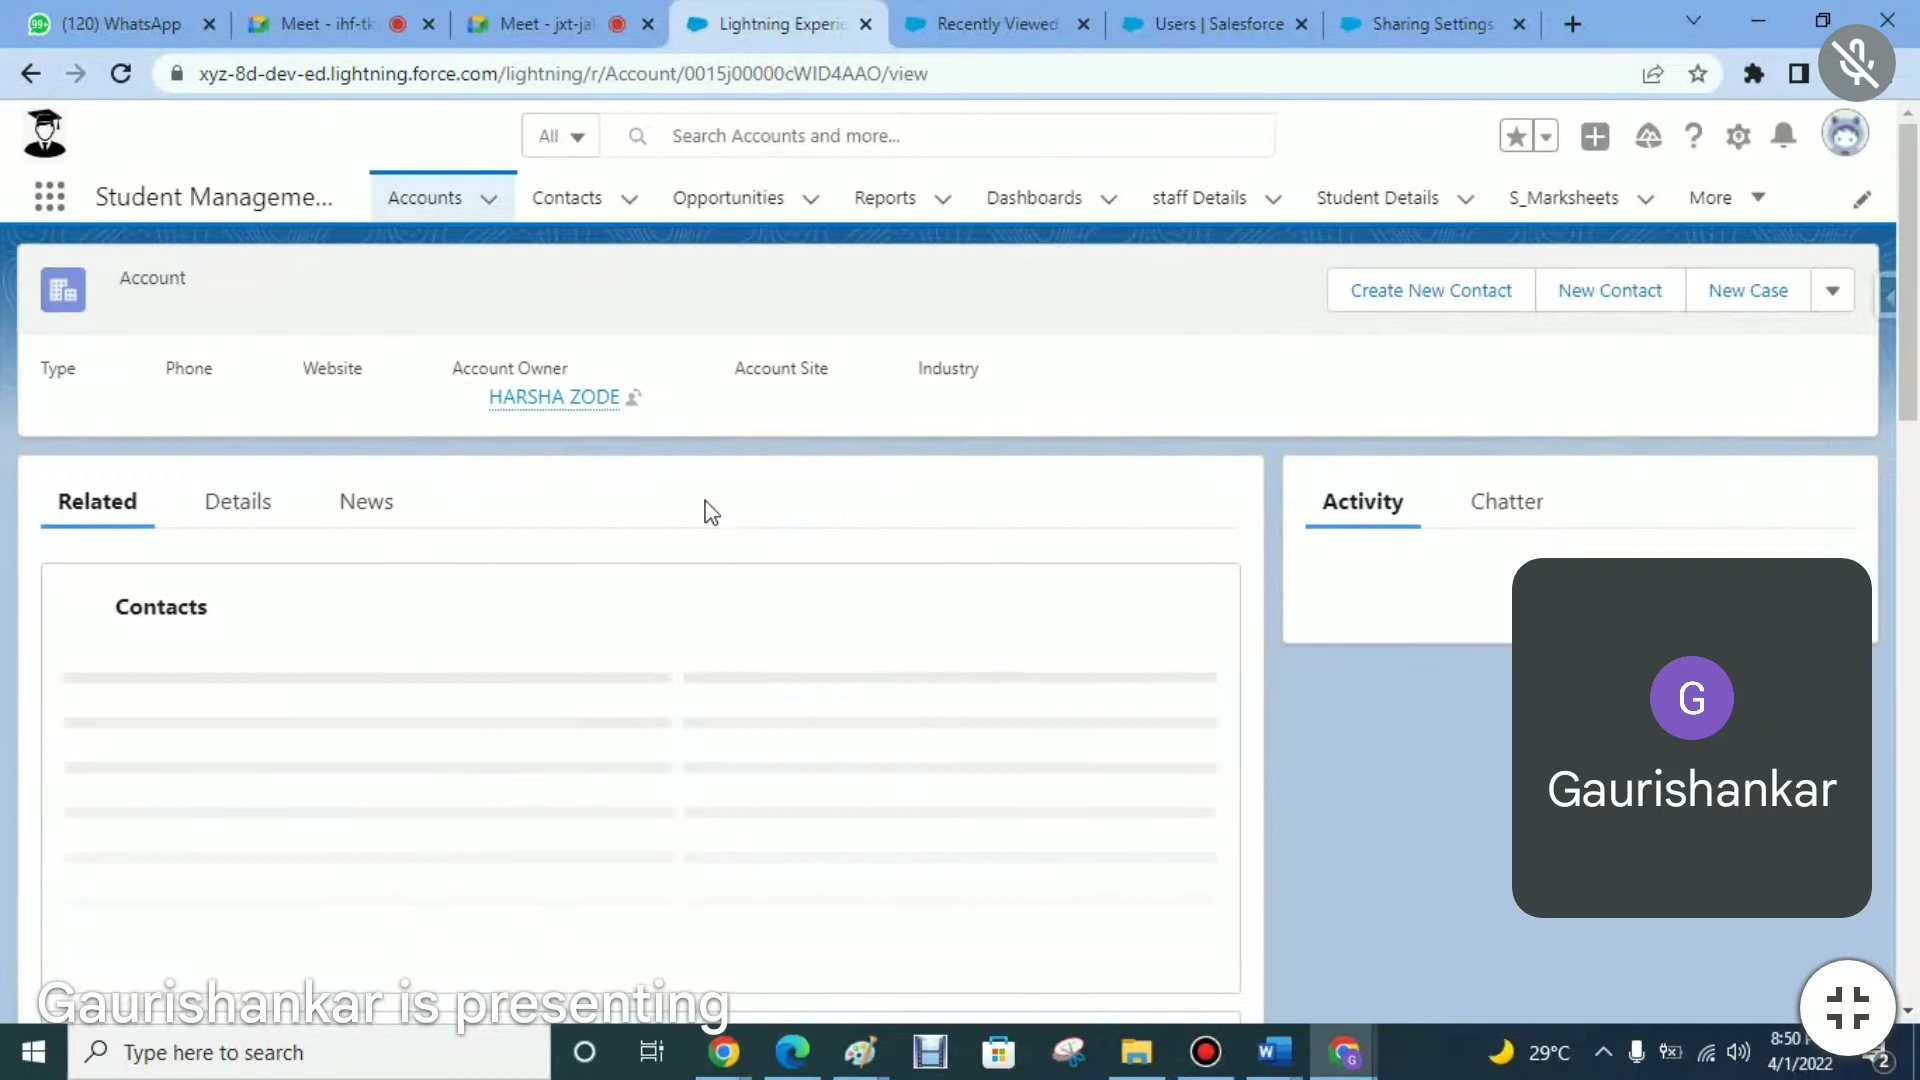 (120) WhatsApp
Meet - ihf-tk
Meet - jxt-jal
Lightning Experie
Recently Viewed
Users | Salesforce
Sharing Settings
xyz-8d-dev-ed.lightning.force.com/lightning/r/Account/0015j00000cWID4AAO/view
All
Search Accounts and more...
Student Manageme...
Accounts
Contacts
Opportunities
Reports
Dashboards
staff Details
Student Details
S_Marksheets
More
Account
Create New Contact
New Contact
New Case
Type
Phone
Website
Account Owner
Account Site
Industry
HARSHA ZODE
Related
Details
News
Activity
Chatter
Contacts
G
Gaurishankar
Gaurishankar is presenting
Type here to search
29°C
8:50
4/1/2022
2